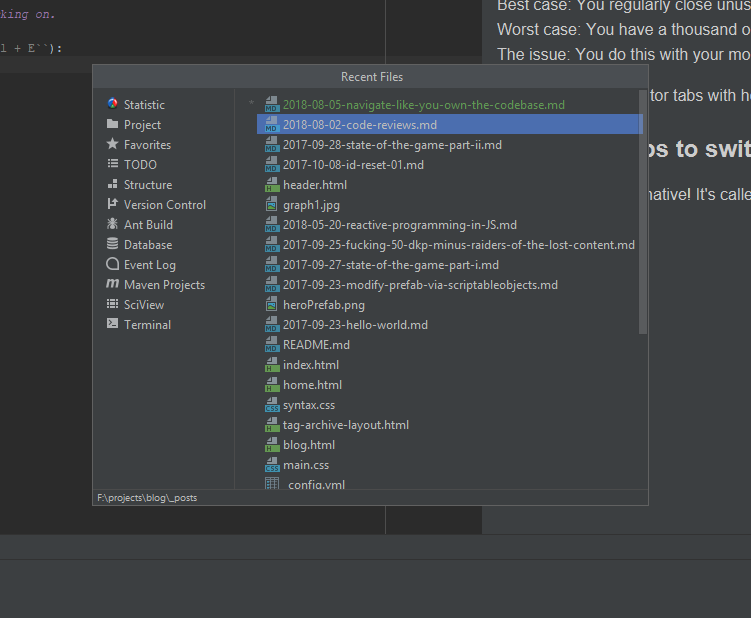 king on.
l + E``):
Best case: You regularly close unus
Worst case: You have a thousand o
The issue: You do this with your mo
tor tabs with h
ps to swit
native! It's calle
Recent Files
Statistic
Project
Favorites
TODO
Structure
Version Control
Ant Build
Database
Event Log
Maven Projects
SciView
Terminal
* 2018-08-05-navigate-like-you-own-the-codebase.md
2018-08-02-code-reviews.md
2017-09-28-state-of-the-game-part-ii.md
2017-10-08-id-reset-01.md
header.html
graph1.jpg
2018-05-20-reactive-programming-in-JS.md
2017-09-25-fucking-50-dkp-minus-raiders-of-the-lost-content.md
2017-09-27-state-of-the-game-part-i.md
2017-09-23-modify-prefab-via-scriptableobjects.md
heroPrefab.png
2017-09-23-hello-world.md
README.md
index.html
home.html
syntax.css
tag-archive-layout.html
blog.html
main.css
_config.yml
F:\projects\blog\_posts